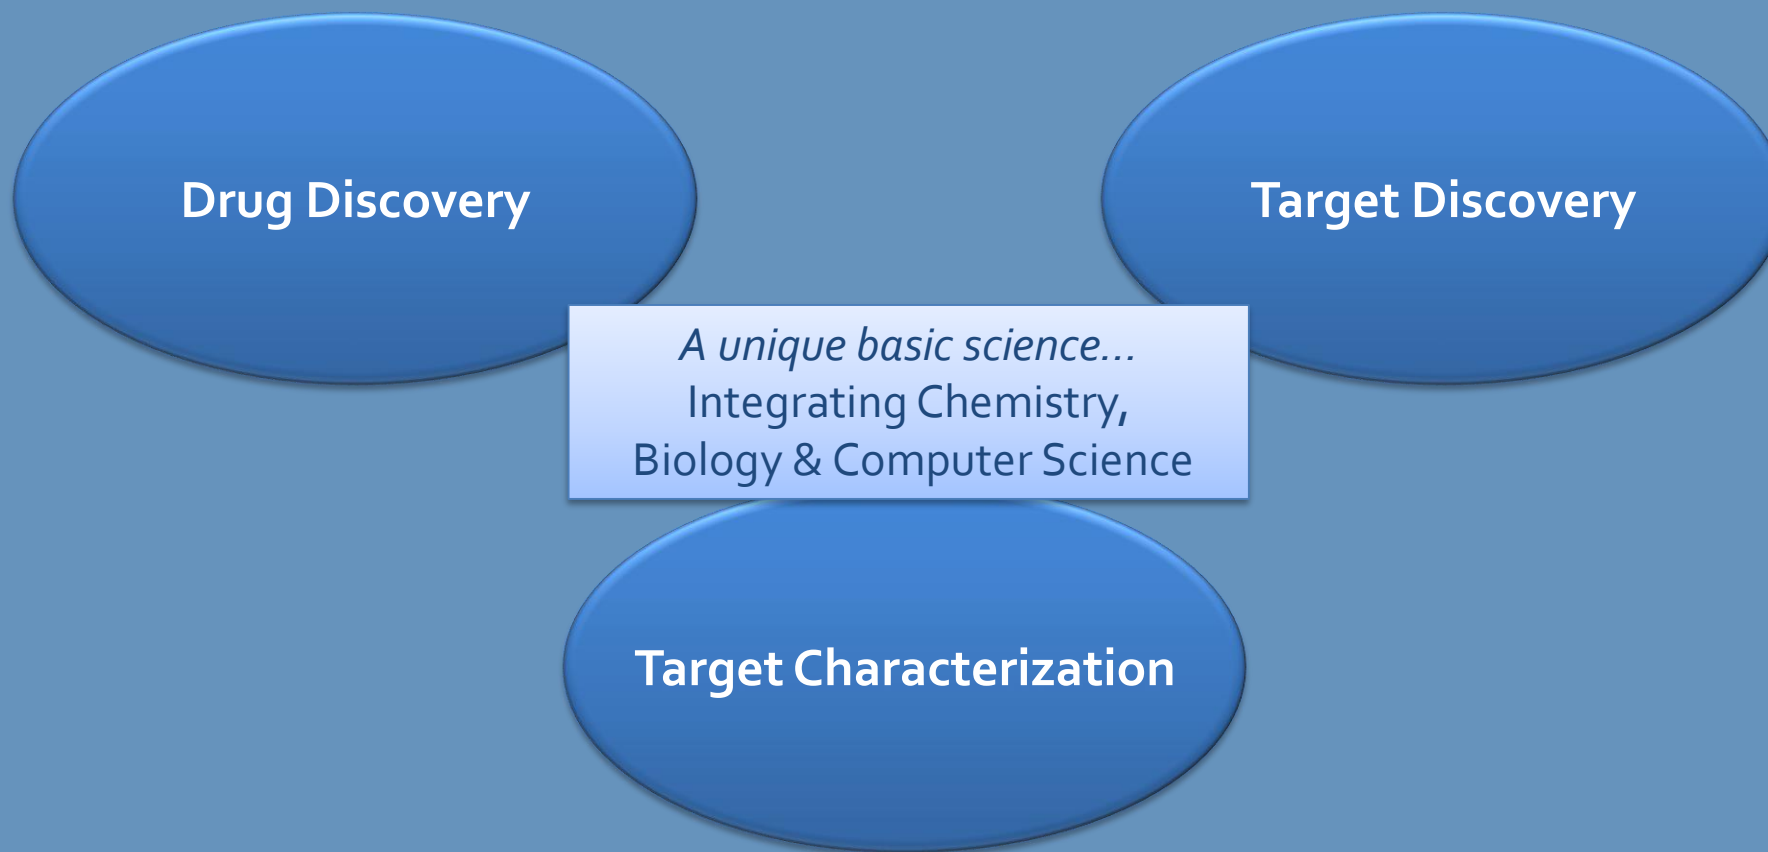 Drug Discovery
Target Discovery
A unique basic science...
Integrating Chemistry,
Biology & Computer Science
Target Characterization